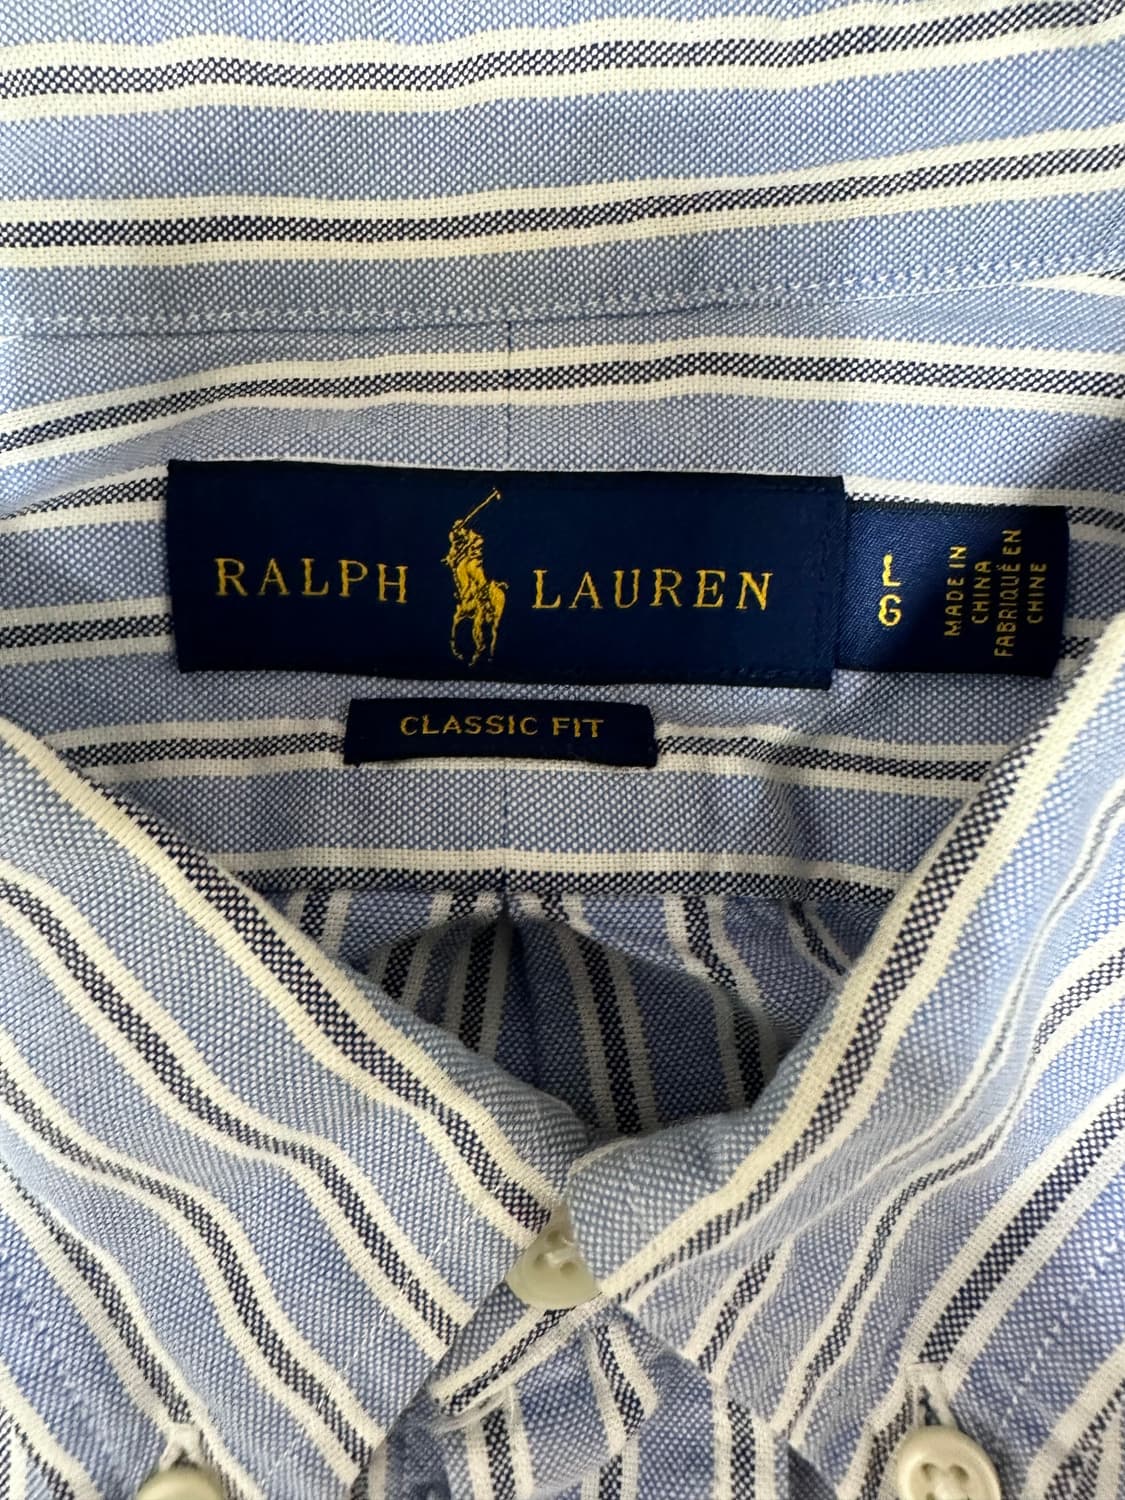 RALPH LAUREN
L
G
MADE IN
CHINA
FABRIQUÉ EN
CHINE
CLASSIC FIT